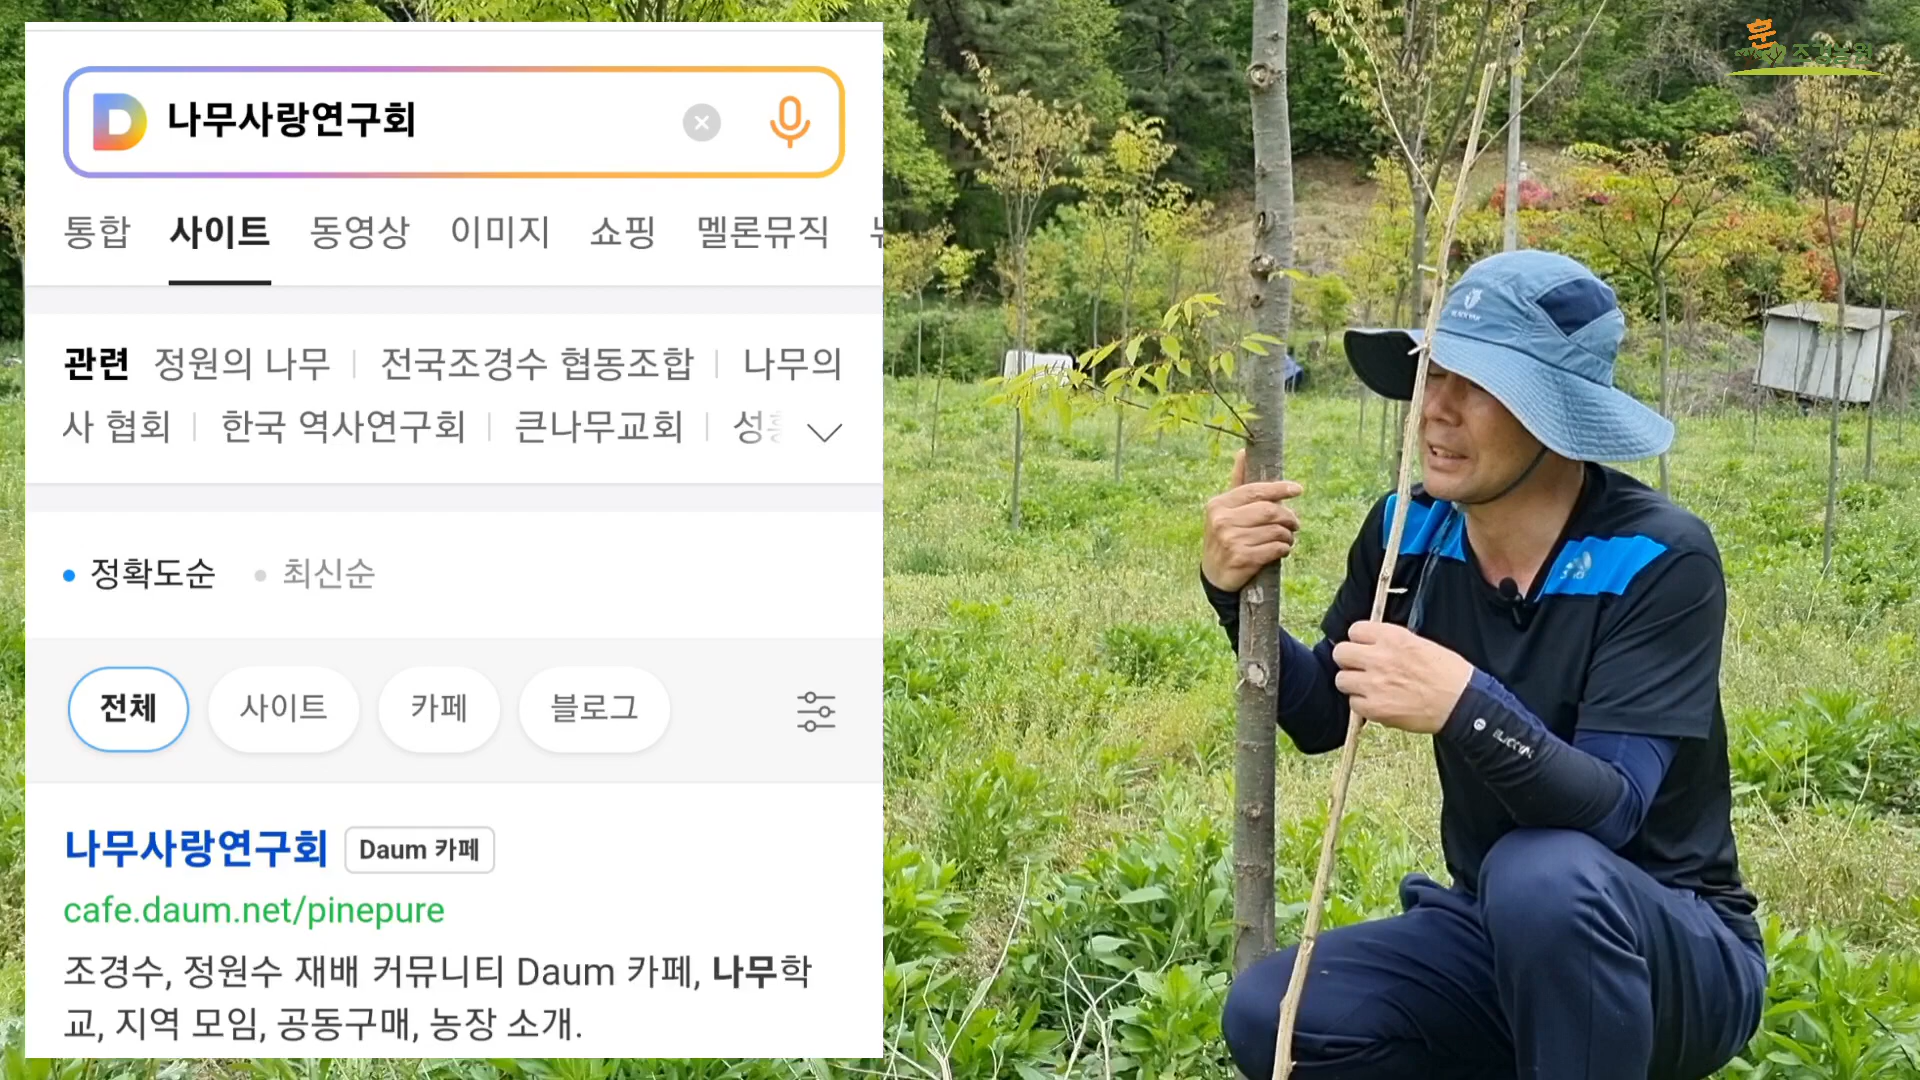 나무사랑연구회
통합 사이트 동영상 이미지 쇼핑 멜론뮤직
관련 정원의 나무 전국조경수 협동조합 나무의
사 협회 한국 역사연구회 큰나무교회
정확도순 최신순
전체 사이트 카페 블로그
나무사랑연구회 Daum 카페
cafe.daum.net/pinepure
조경수, 정원수 재배 커뮤니티 Daum 카페, 나무학
교, 지역 모임, 공동구매, 농장 소개.
조경농원